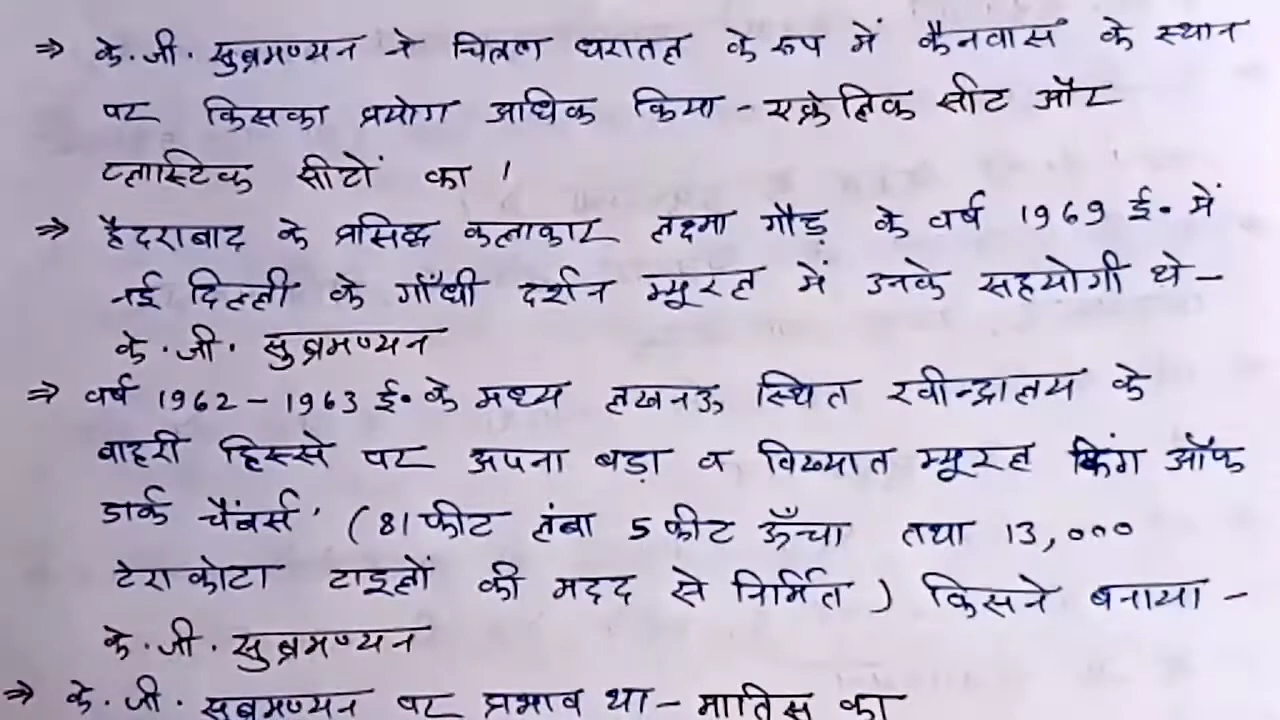 ⇒ के.जी. सुब्रमण्यन ने चित्रण धरातल के रूप में कैनवास के स्थान
पर किसका प्रयोग अधिक किया - एक्रेलिक सीट और
प्लास्टिक सीटों का ।
⇒ हैदराबाद के प्रसिद्ध कलाकार लक्ष्मा गौड़ के वर्ष 1969 ई॰ में
नई दिल्ली के गाँधी दर्शन म्यूरल में उनके सहयोगी थे -
के.जी. सुब्रमण्यन
⇒ वर्ष 1962 - 1963 ई॰ के मध्य लखनऊ स्थित रवीन्द्रालय के
बाहरी हिस्से पर अपना बड़ा व विख्यात म्यूरल किंग ऑफ
डार्क चैंबर्स' (81 फीट लंबा 5 फीट ऊँचा तथा 13,000
टेराकोटा टाइलों की मदद से निर्मित) किसने बनाया -
के.जी. सुब्रमण्यन
⇒ के.जी. सुब्रमण्यन पर प्रभाव था - मातिस का